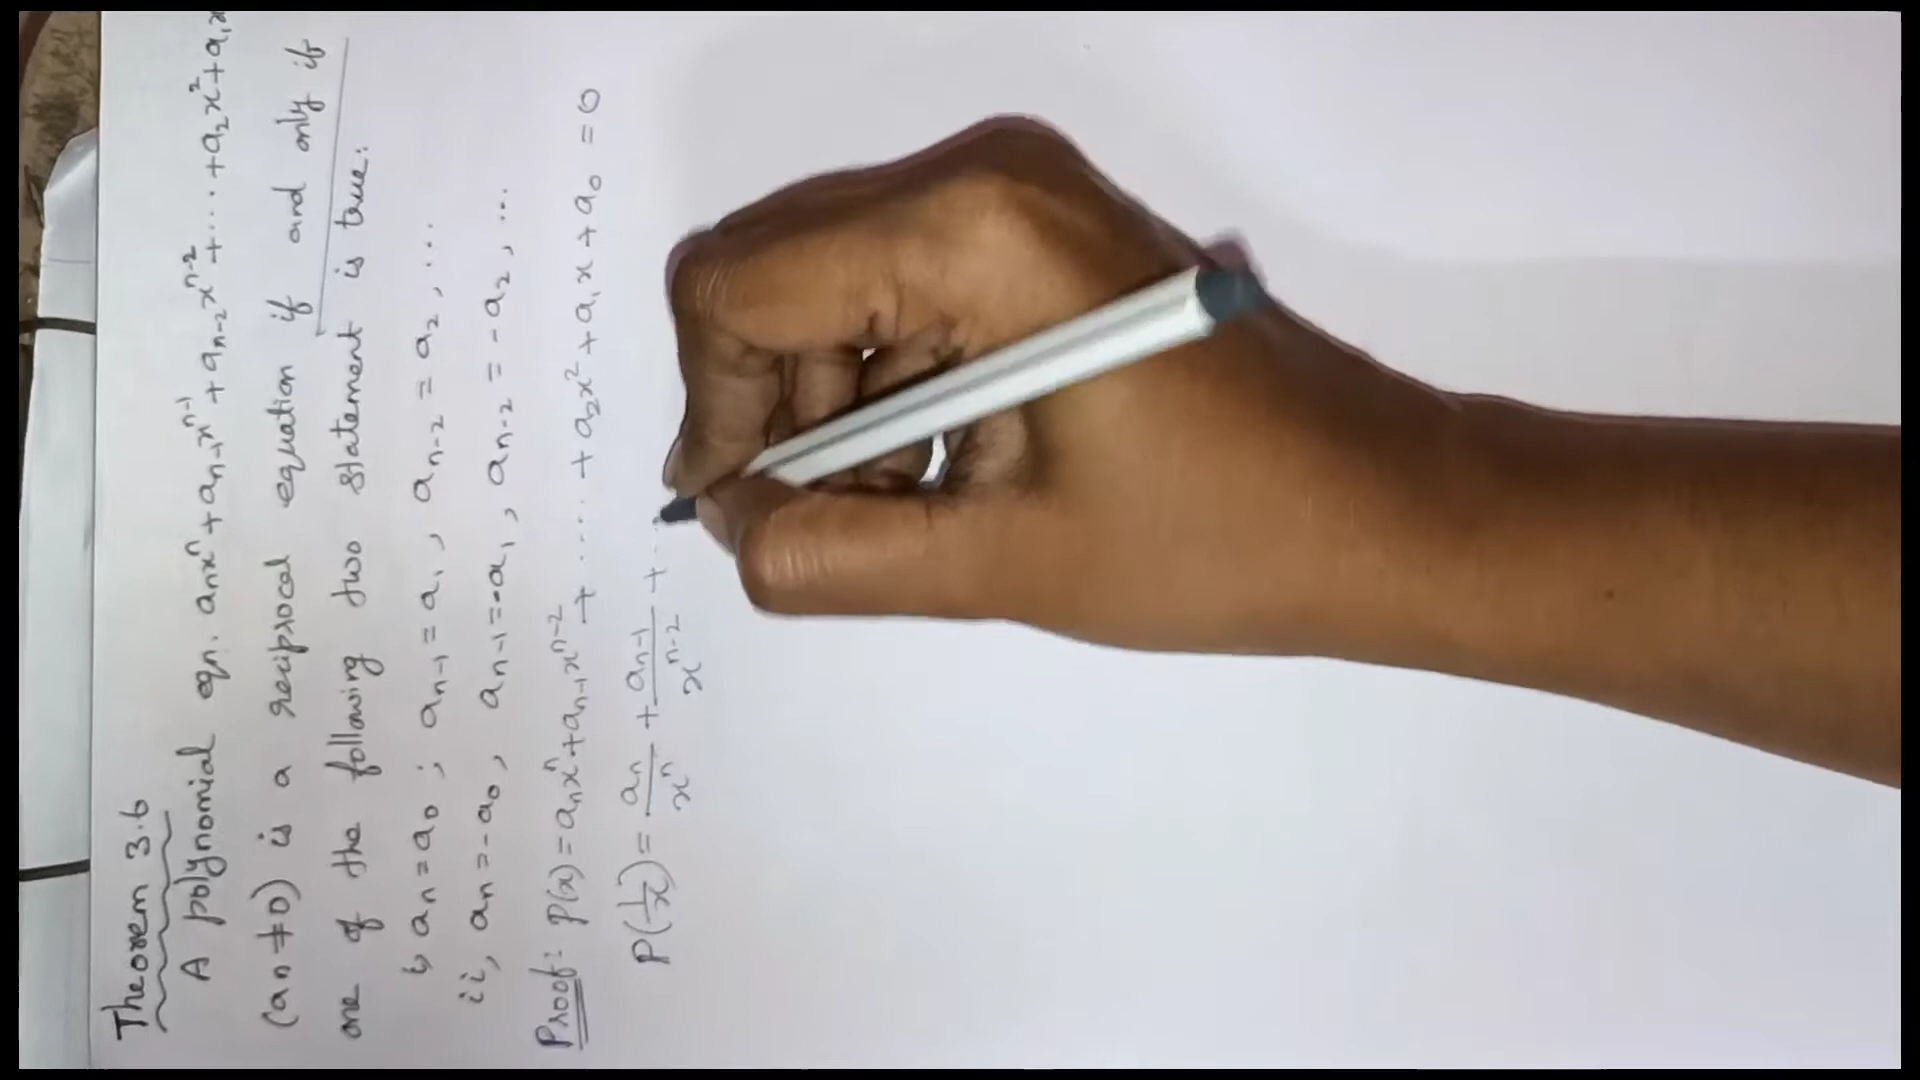 Theorem 3.6
A polynomial eqn. aₙxⁿ + aₙ₋₁xⁿ⁻¹ + aₙ₋₂xⁿ⁻² + ... + a₂x² + a₁x
(aₙ ≠ 0) is a reciprocal equation if and only if
one of the following two statement is true:
i, aₙ = a₀ ; aₙ₋₁ = a₁ , aₙ₋₂ = a₂ , ...
ii, aₙ = -a₀ , aₙ₋₁ = -a₁ , aₙ₋₂ = -a₂ , ...
Proof: P(x) = aₙxⁿ + aₙ₋₁xⁿ⁻² + .... + a₂x² + a₁x + a₀ = 0
P(1/x) = aₙ/xⁿ + aₙ₋₁/xⁿ⁻² + ..